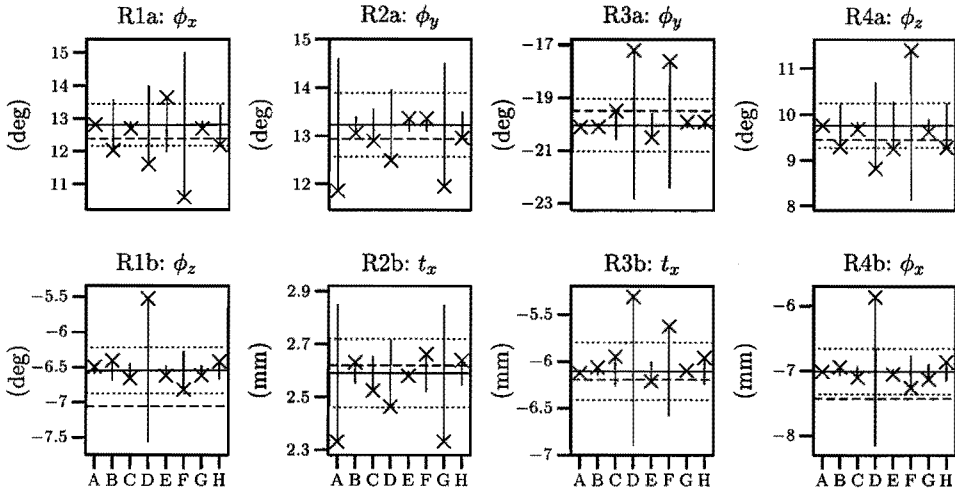 R1a: ϕx
R2a: ϕy
R3a: ϕy
R4a: ϕz
(deg)
15
14
13
12
11
(deg)
15
14
13
12
(deg)
−17
−19
−21
−23
(deg)
11
10
9
8
R1b: ϕz
R2b: tx
R3b: tx
R4b: ϕx
(deg)
−5.5
−6
−6.5
−7
−7.5
(mm)
2.9
2.7
2.5
2.3
(mm)
−5.5
−6
−6.5
−7
(deg)
−6
−7
−8
A B C D E F G H
A B C D E F G H
A B C D E F G H
A B C D E F G H